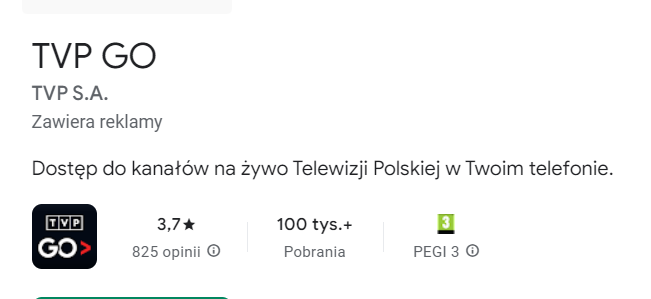 TVP GO
TVP S.A.
Zawiera reklamy
Dostęp do kanałów na żywo Telewizji Polskiej w Twoim telefonie.
TVP
GO>
3,7★
825 opinii
100 tys.+
Pobrania
3
PEGI 3